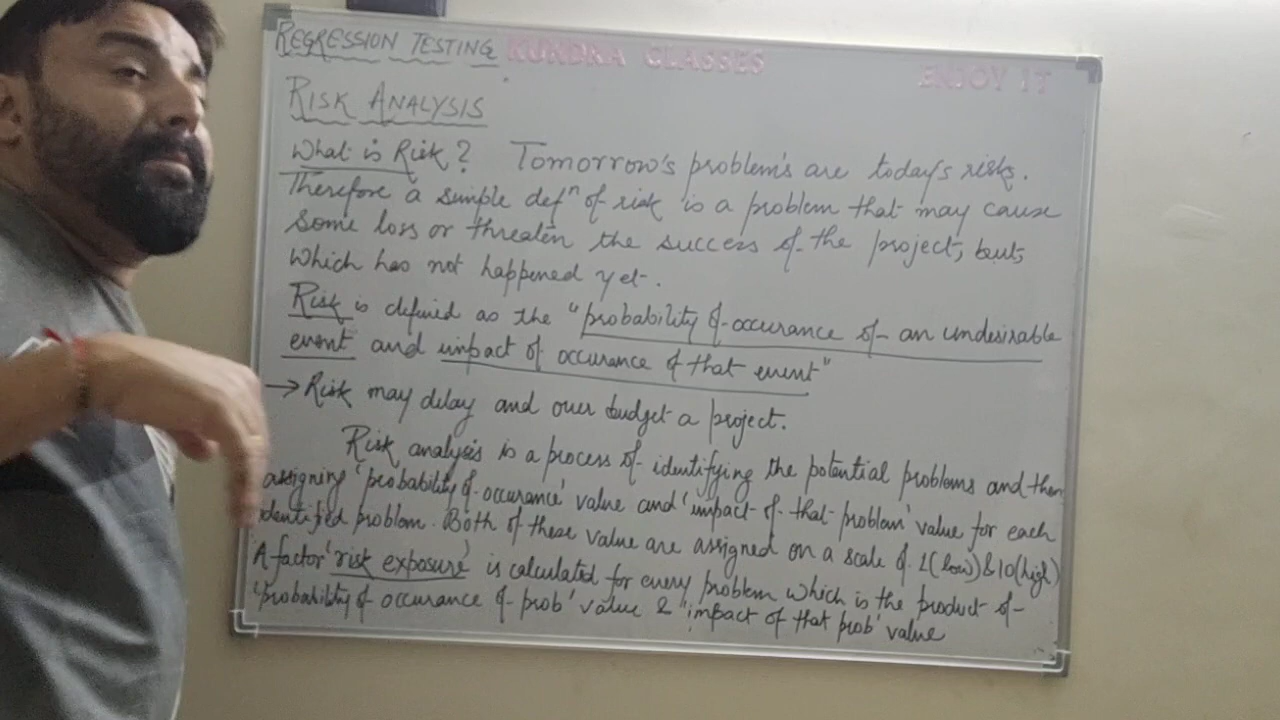 REGRESSION TESTING KUNDRA CLASSES ENJOY IT
RISK ANALYSIS
What is Risk? Tomorrow's problem's are today's risks.
Therefore a simple defⁿ of risk is a problem that may cause
some loss or threaten the success of the project, but,
which has not happened yet.
Risk is defined as the "probability of occurance of an undesirable
event and impact of occurance of that event"
→ Risk may delay and over budget a project.
Risk analysis is a process of identifying the potential problems and then
assigning 'probability of occurance' value and 'impact of that problem' value for each
identified problem. Both of these value are assigned on a scale of 1(low) & 10(high)
A factor 'risk exposure' is calculated for every problem which is the product of
'probability of occurance of prob' value & "impact of that prob' value